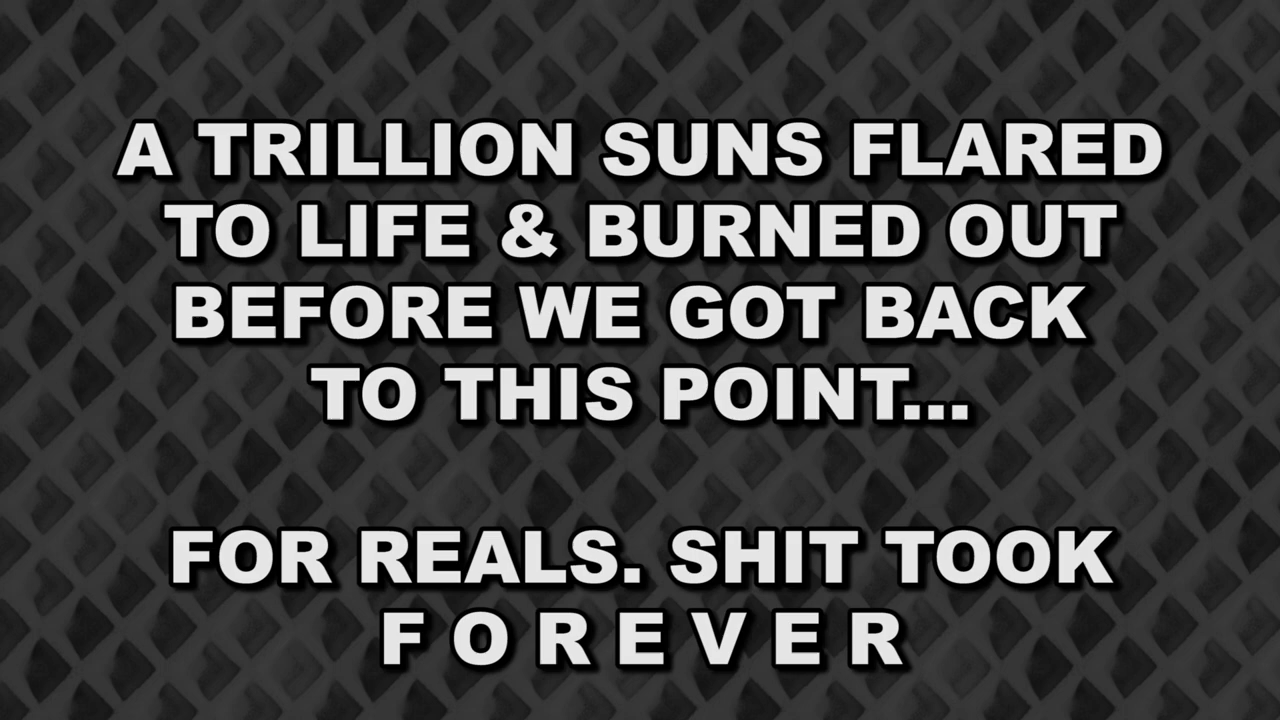 A TRILLION SUNS FLARED
TO LIFE & BURNED OUT
BEFORE WE GOT BACK
TO THIS POINT...
FOR REALS. SHIT TOOK
F O R E V E R